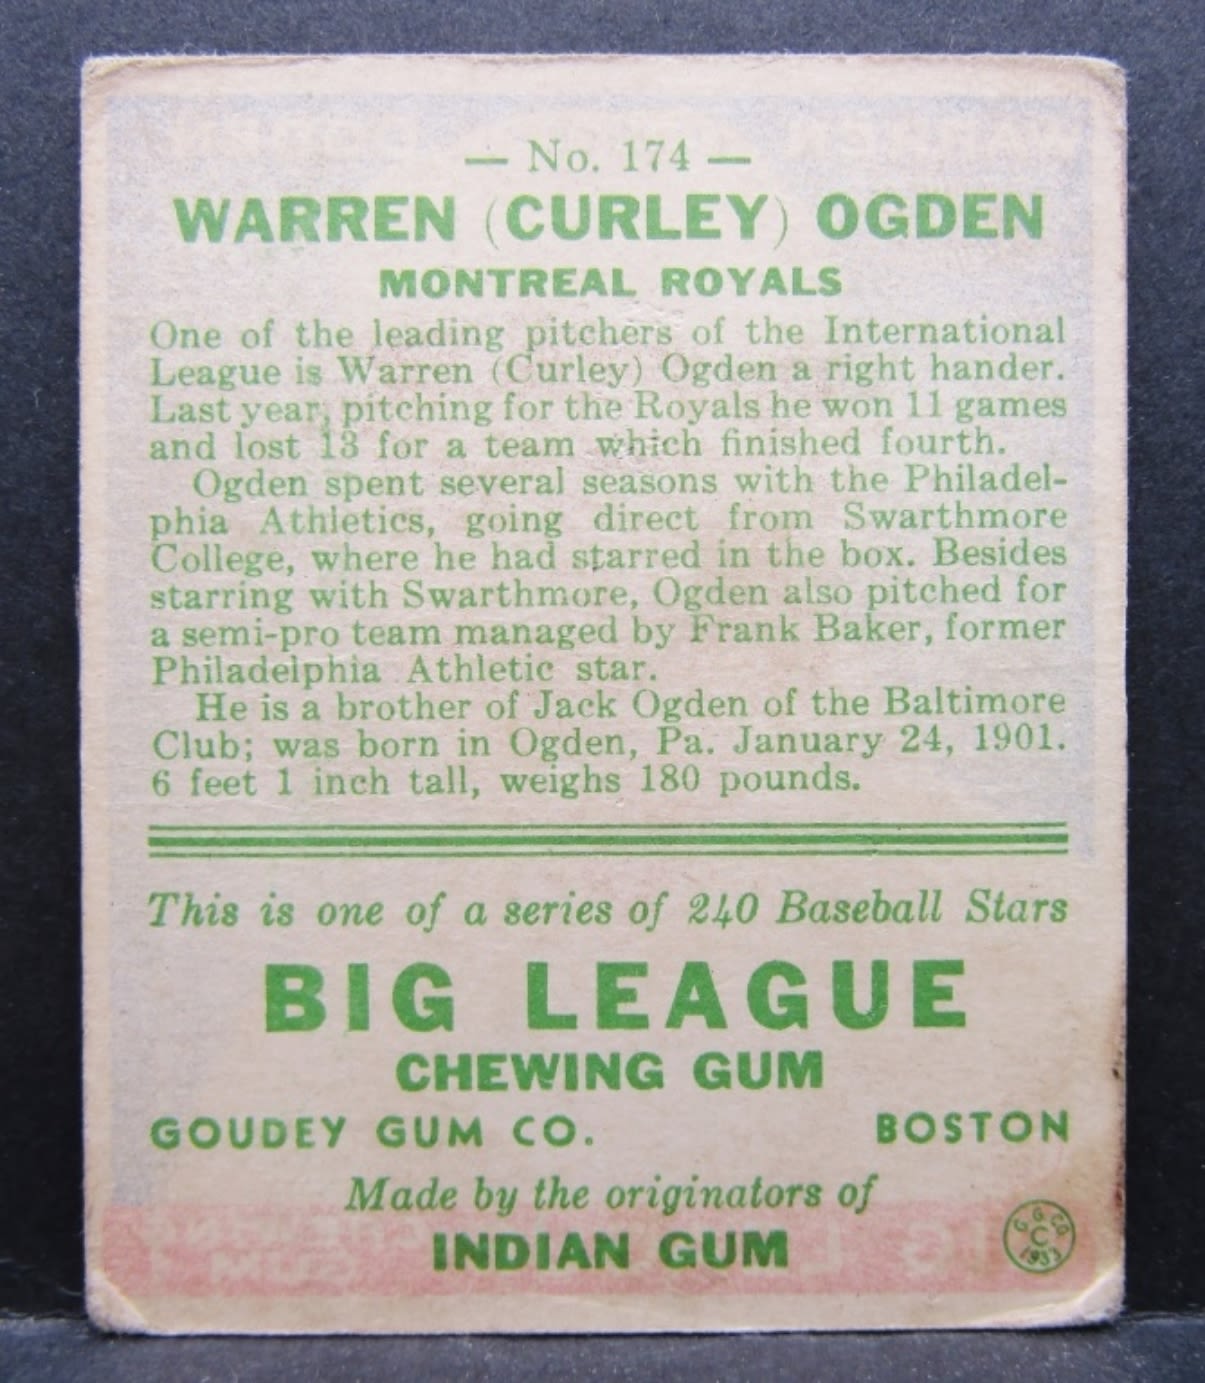 — No. 174 —
WARREN (CURLEY) OGDEN
MONTREAL ROYALS
One of the leading pitchers of the International
League is Warren (Curley) Ogden a right hander.
Last year, pitching for the Royals he won 11 games
and lost 13 for a team which finished fourth.
Ogden spent several seasons with the Philadel-
phia Athletics, going direct from Swarthmore
College, where he had starred in the box. Besides
starring with Swarthmore, Ogden also pitched for
a semi-pro team managed by Frank Baker, former
Philadelphia Athletic star.
He is a brother of Jack Ogden of the Baltimore
Club; was born in Ogden, Pa. January 24, 1901.
6 feet 1 inch tall, weighs 180 pounds.
This is one of a series of 240 Baseball Stars
BIG LEAGUE
CHEWING GUM
GOUDEY GUM CO. BOSTON
Made by the originators of
INDIAN GUM
G. G. CO.
C
1933